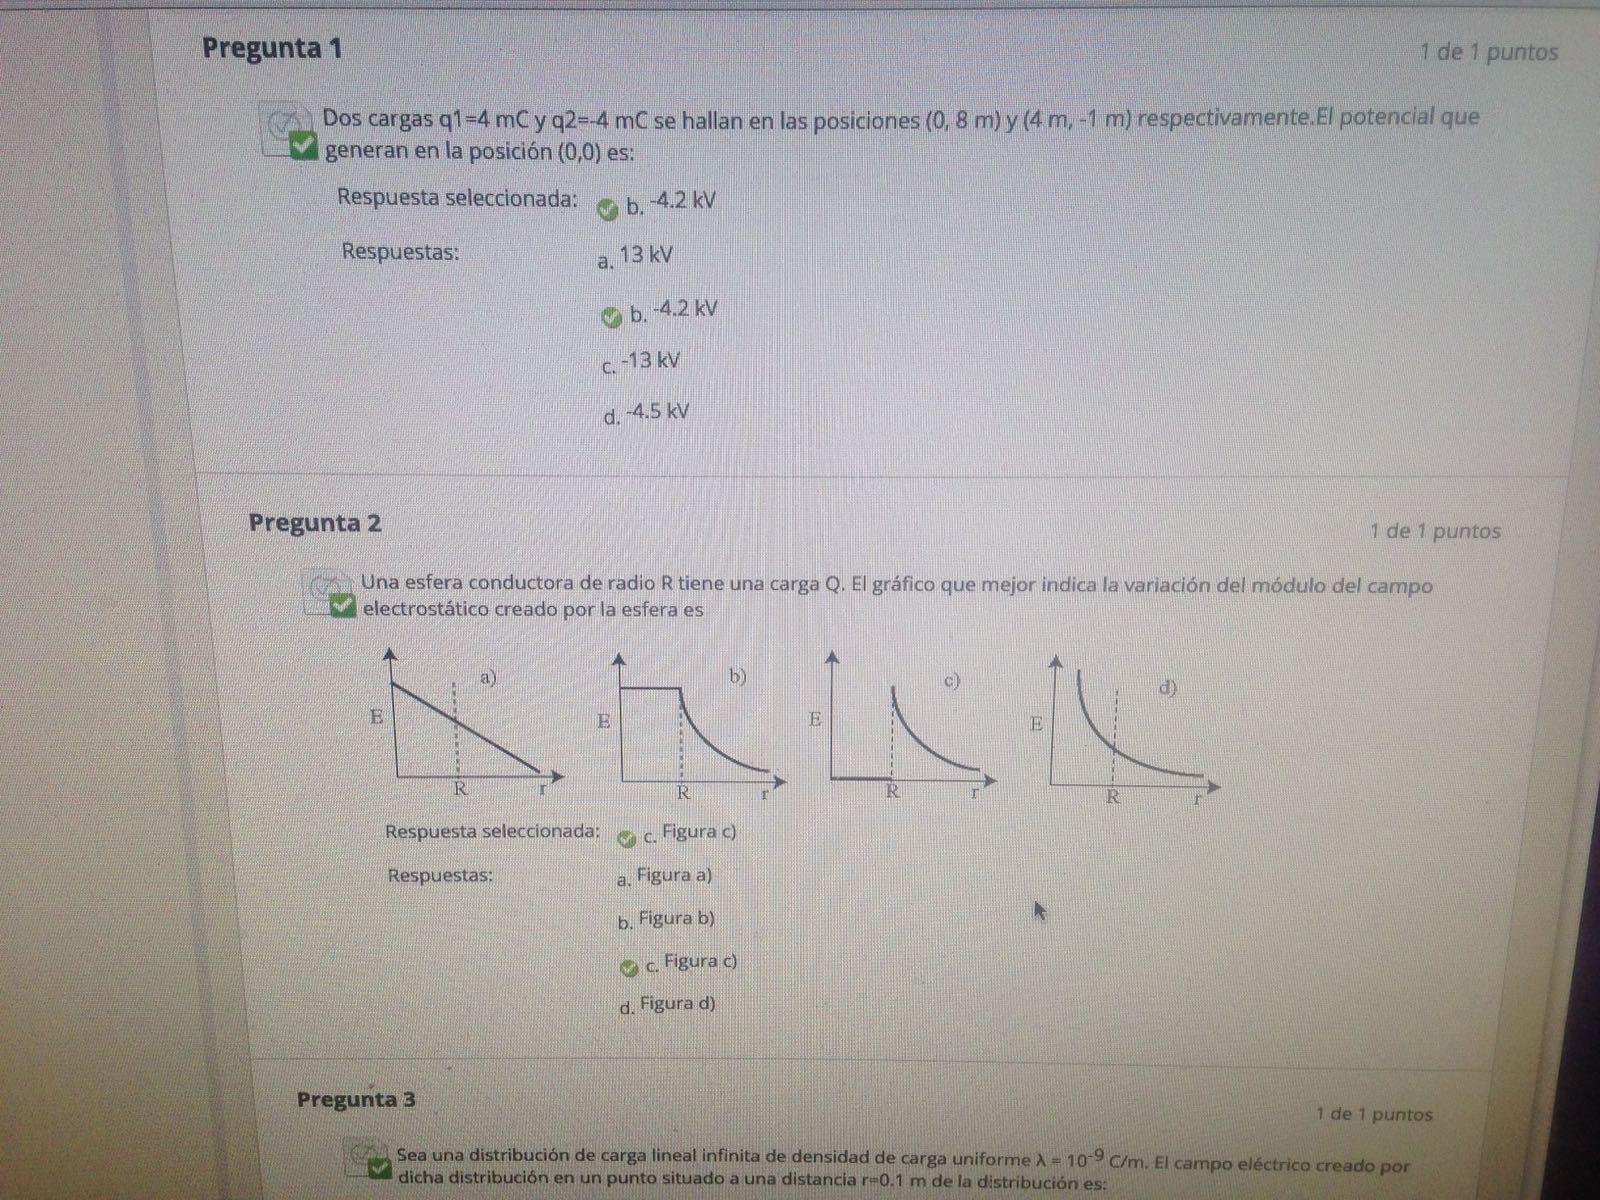 Pregunta 1
1 de 1 puntos
Dos cargas q1=4 mC y q2=-4 mC se hallan en las posiciones (0, 8 m) y (4 m, -1 m) respectivamente.El potencial que
generan en la posición (0,0) es:
Respuesta seleccionada: b. -4.2 kV
Respuestas: a. 13 kV
b. -4.2 kV
c. -13 kV
d. -4.5 kV
Pregunta 2
1 de 1 puntos
Una esfera conductora de radio R tiene una carga Q. El gráfico que mejor indica la variación del módulo del campo
electrostático creado por la esfera es
a) b) c) d)
E E E E
R r R r R r R r
Respuesta seleccionada: c. Figura c)
Respuestas: a. Figura a)
b. Figura b)
c. Figura c)
d. Figura d)
Pregunta 3
1 de 1 puntos
Sea una distribución de carga lineal infinita de densidad de carga uniforme λ = 10⁻⁹ C/m. El campo eléctrico creado por
dicha distribución en un punto situado a una distancia r=0.1 m de la distribución es: